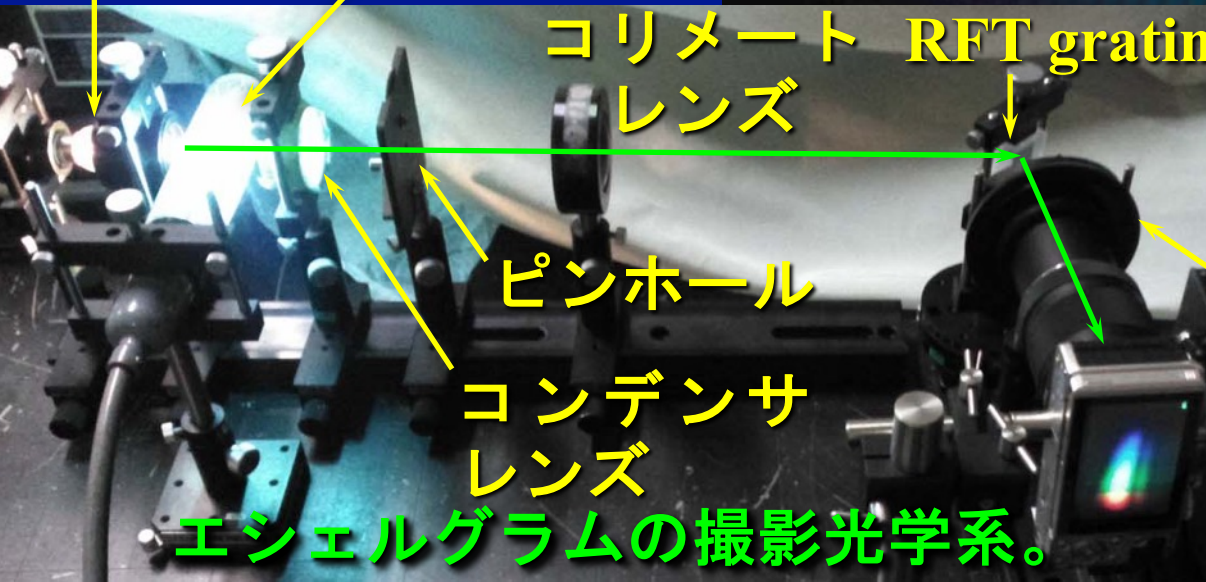 コリメート
レンズ
RFT gratin
ピンホール
コンデンサ
レンズ
エシェルグラムの撮影光学系。